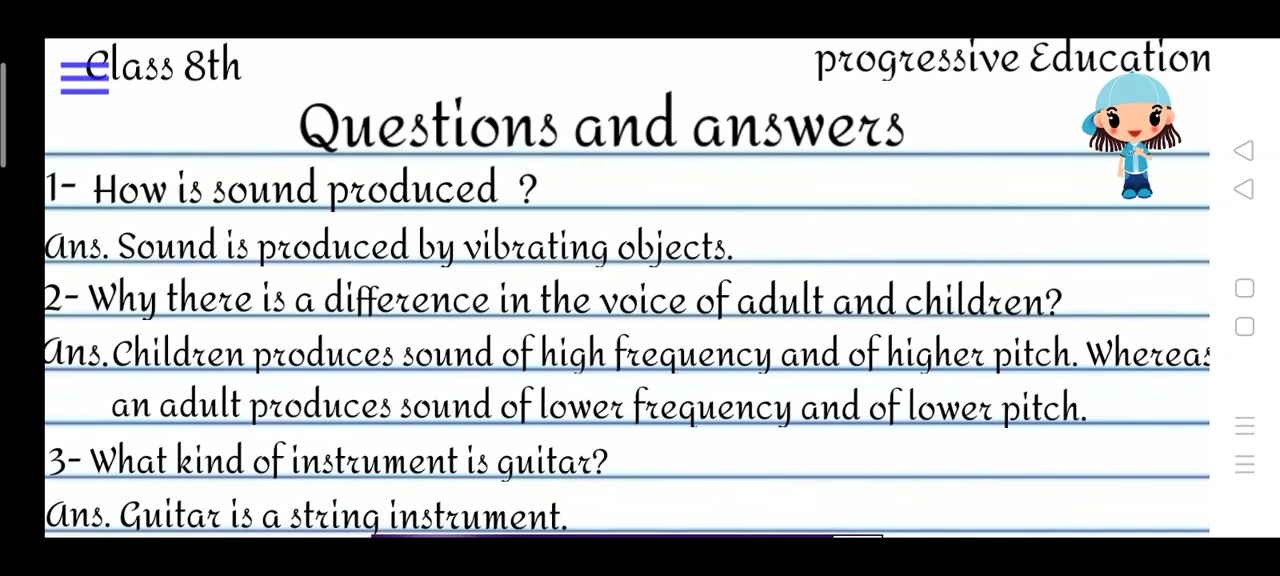 Class 8th
progressive Education
Questions and answers
1- How is sound produced ?
Ans. Sound is produced by vibrating objects.
2- Why there is a difference in the voice of adult and children?
Ans. Children produces sound of high frequency and of higher pitch. Whereas
an adult produces sound of lower frequency and of lower pitch.
3- What kind of instrument is guitar?
Ans. Guitar is a string instrument.